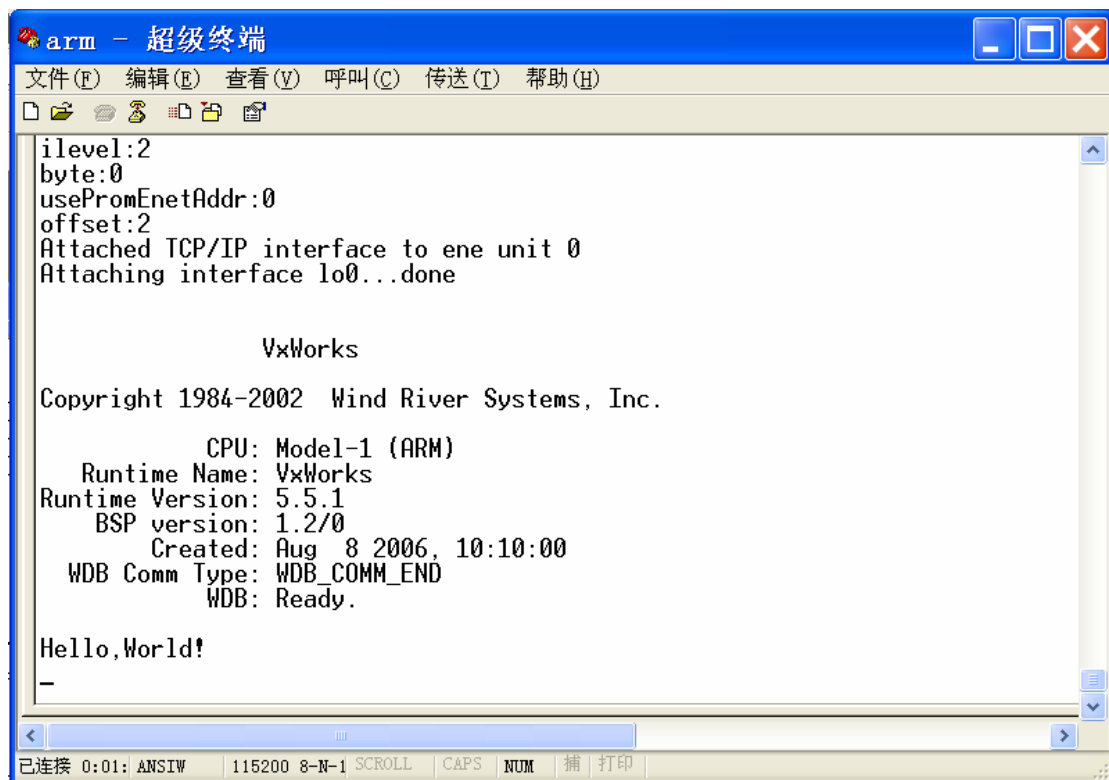 arm - 超级终端
文件(F) 编辑(E) 查看(V) 呼叫(C) 传送(T) 帮助(H)
ilevel:2
byte:0
usePromEnetAddr:0
offset:2
Attached TCP/IP interface to ene unit 0
Attaching interface lo0...done
VxWorks
Copyright 1984-2002  Wind River Systems, Inc.
CPU: Model-1 (ARM)
Runtime Name: VxWorks
Runtime Version: 5.5.1
BSP version: 1.2/0
Created: Aug  8 2006, 10:10:00
WDB Comm Type: WDB_COMM_END
WDB: Ready.
Hello,World!
_
已连接 0:01: ANSIW 115200 8-N-1 SCROLL CAPS NUM 捕 打印